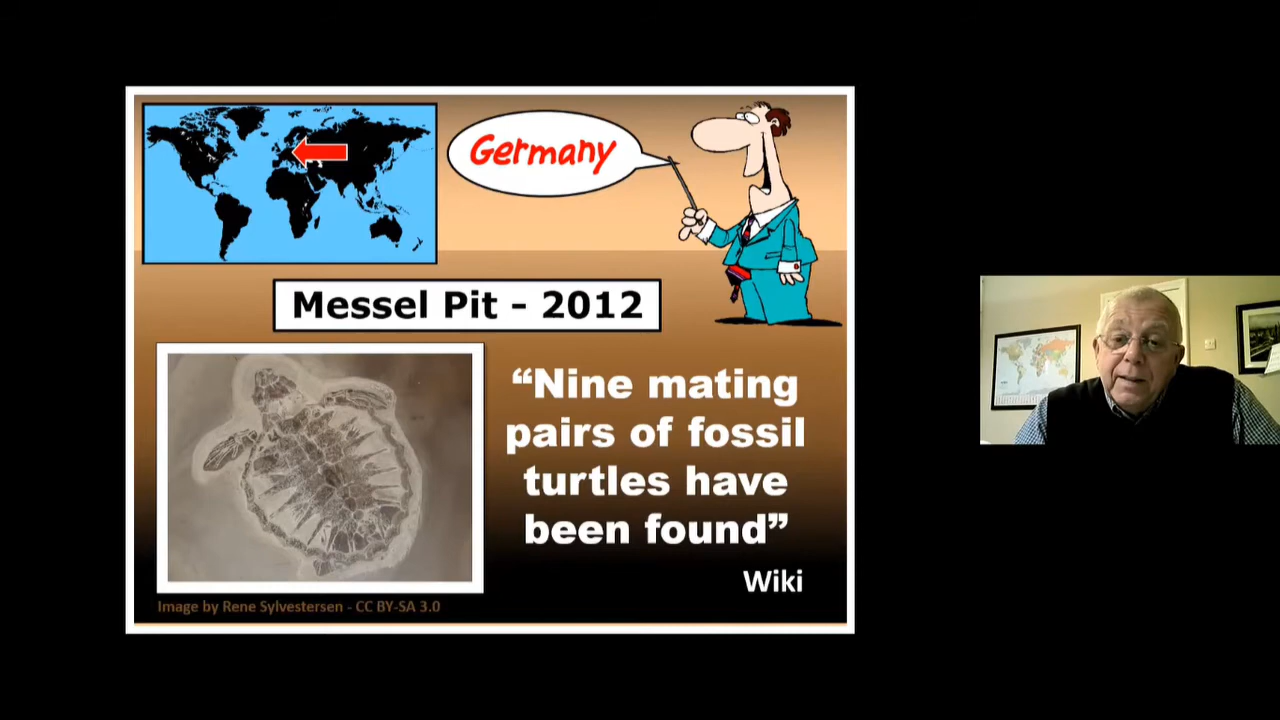 Germany
Messel Pit - 2012
“Nine mating
pairs of fossil
turtles have
been found”
Wiki
Image by Rene Sylvestersen - CC BY-SA 3.0